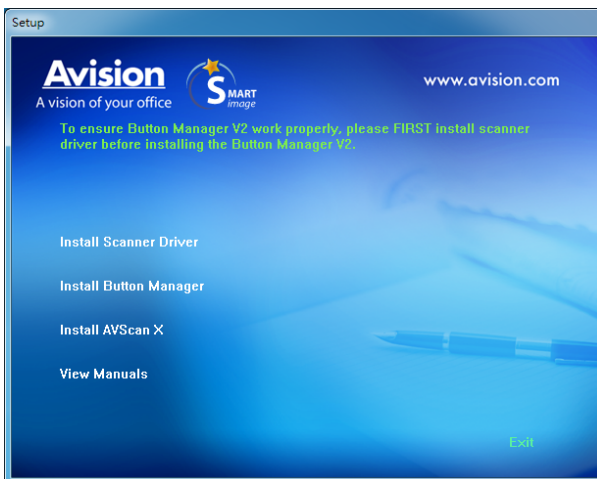 Setup
Avision
A vision of your office
SMART
image
www.avision.com
To ensure Button Manager V2 work properly, please FIRST install scanner
driver before installing the Button Manager V2.
Install Scanner Driver
Install Button Manager
Install AVScan X
View Manuals
Exit